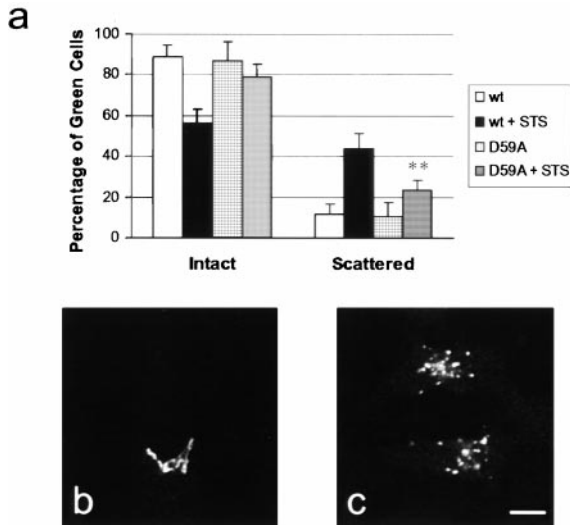 a
Percentage of Green Cells
100
80
60
40
20
0
Intact
Scattered
**
wt
wt + STS
D59A
D59A + STS
b
c